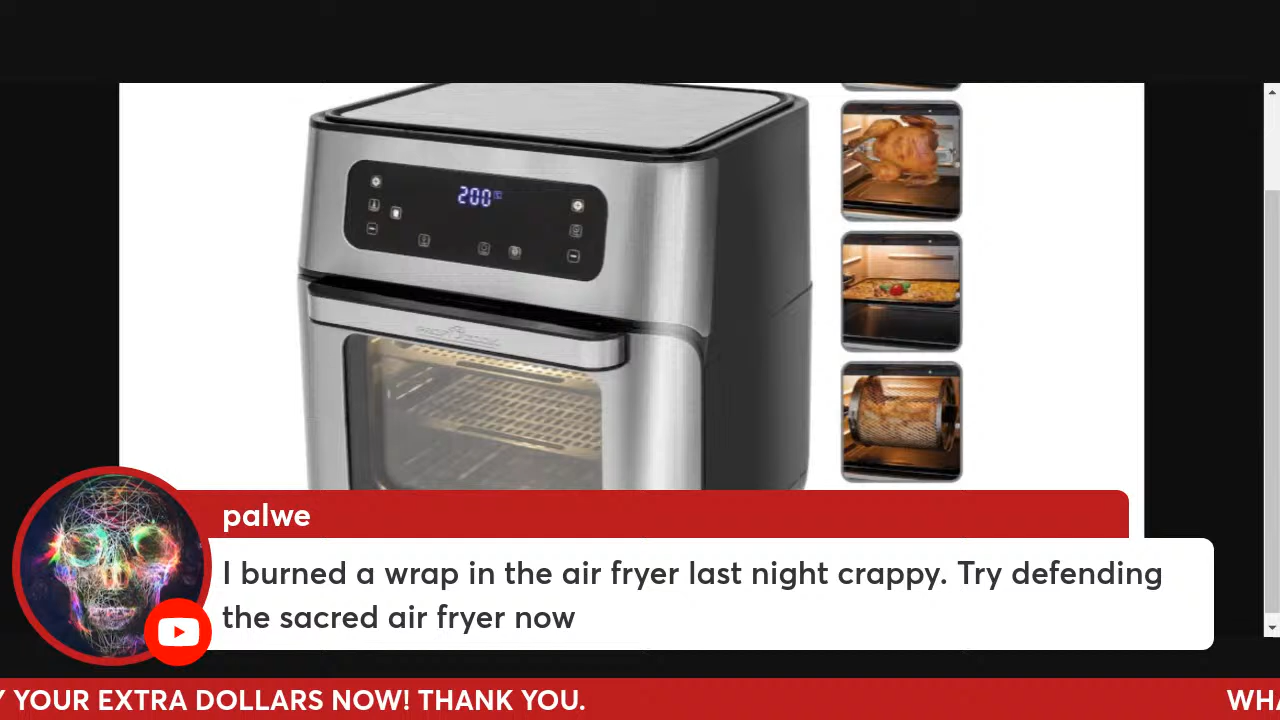 200
palwe
I burned a wrap in the air fryer last night crappy. Try defending
the sacred air fryer now
YOUR EXTRA DOLLARS NOW! THANK YOU.